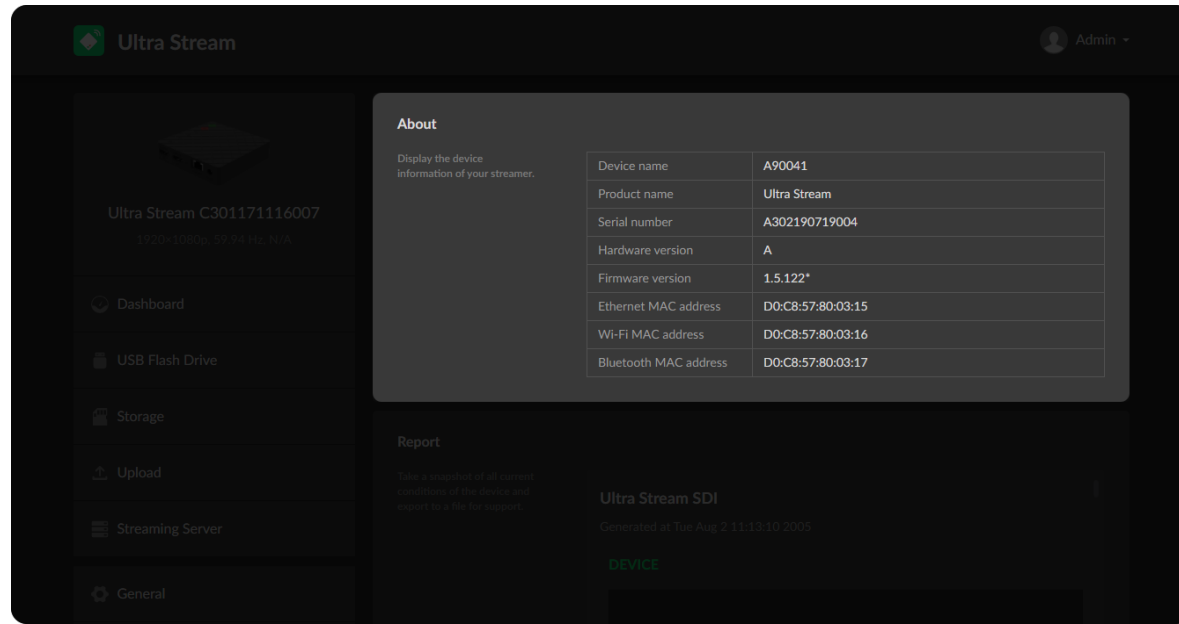 Ultra Stream
Admin
Ultra Stream C301171116007
1920×1080p, 59.94 Hz, N/A
Dashboard
USB Flash Drive
Storage
Upload
Streaming Server
General
About
Display the device
information of your streamer.
Device name A90041
Product name Ultra Stream
Serial number A302190719004
Hardware version A
Firmware version 1.5.122*
Ethernet MAC address D0:C8:57:80:03:15
Wi-Fi MAC address D0:C8:57:80:03:16
Bluetooth MAC address D0:C8:57:80:03:17
Report
Take a snapshot of all current
conditions of the device and
export to a file for support.
Ultra Stream SDI
Generated at Tue Aug 2 11:13:10 2005
DEVICE